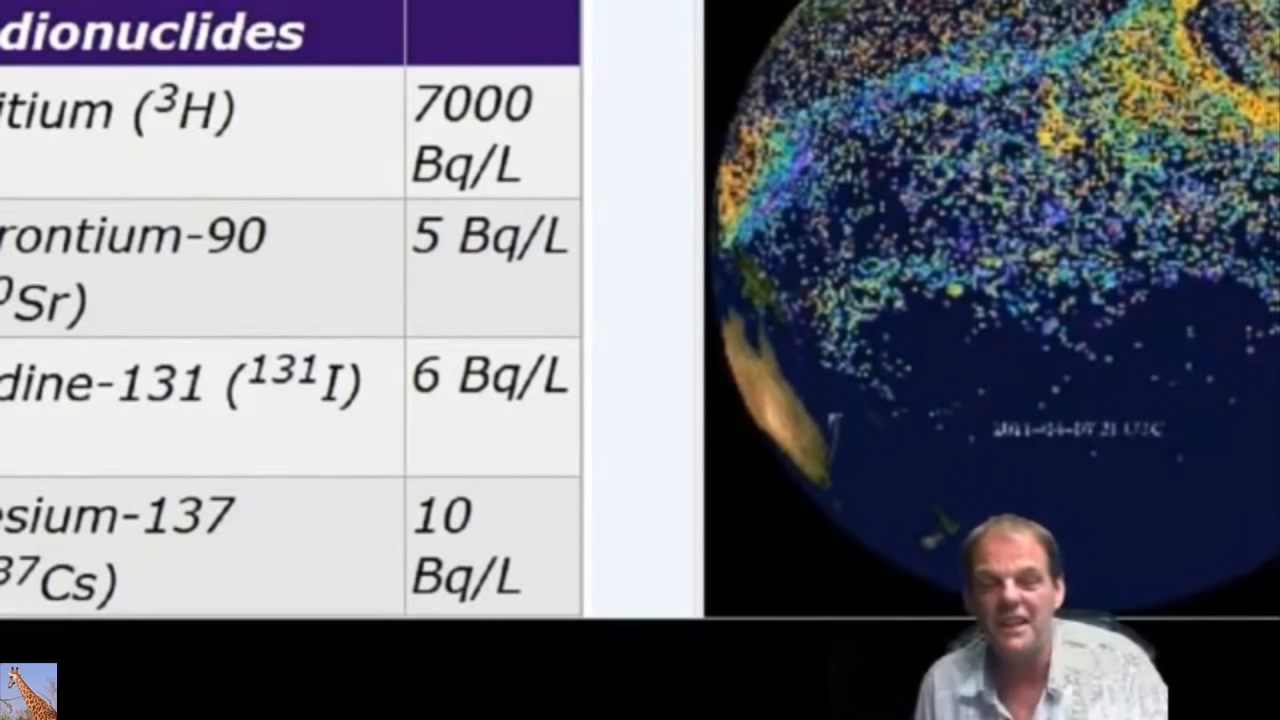 dionuclides
itium (³H)
7000
Bq/L
rontium-90
⁰Sr)
5 Bq/L
dine-131 (¹³¹I)
6 Bq/L
esium-137
³⁷Cs)
10
Bq/L